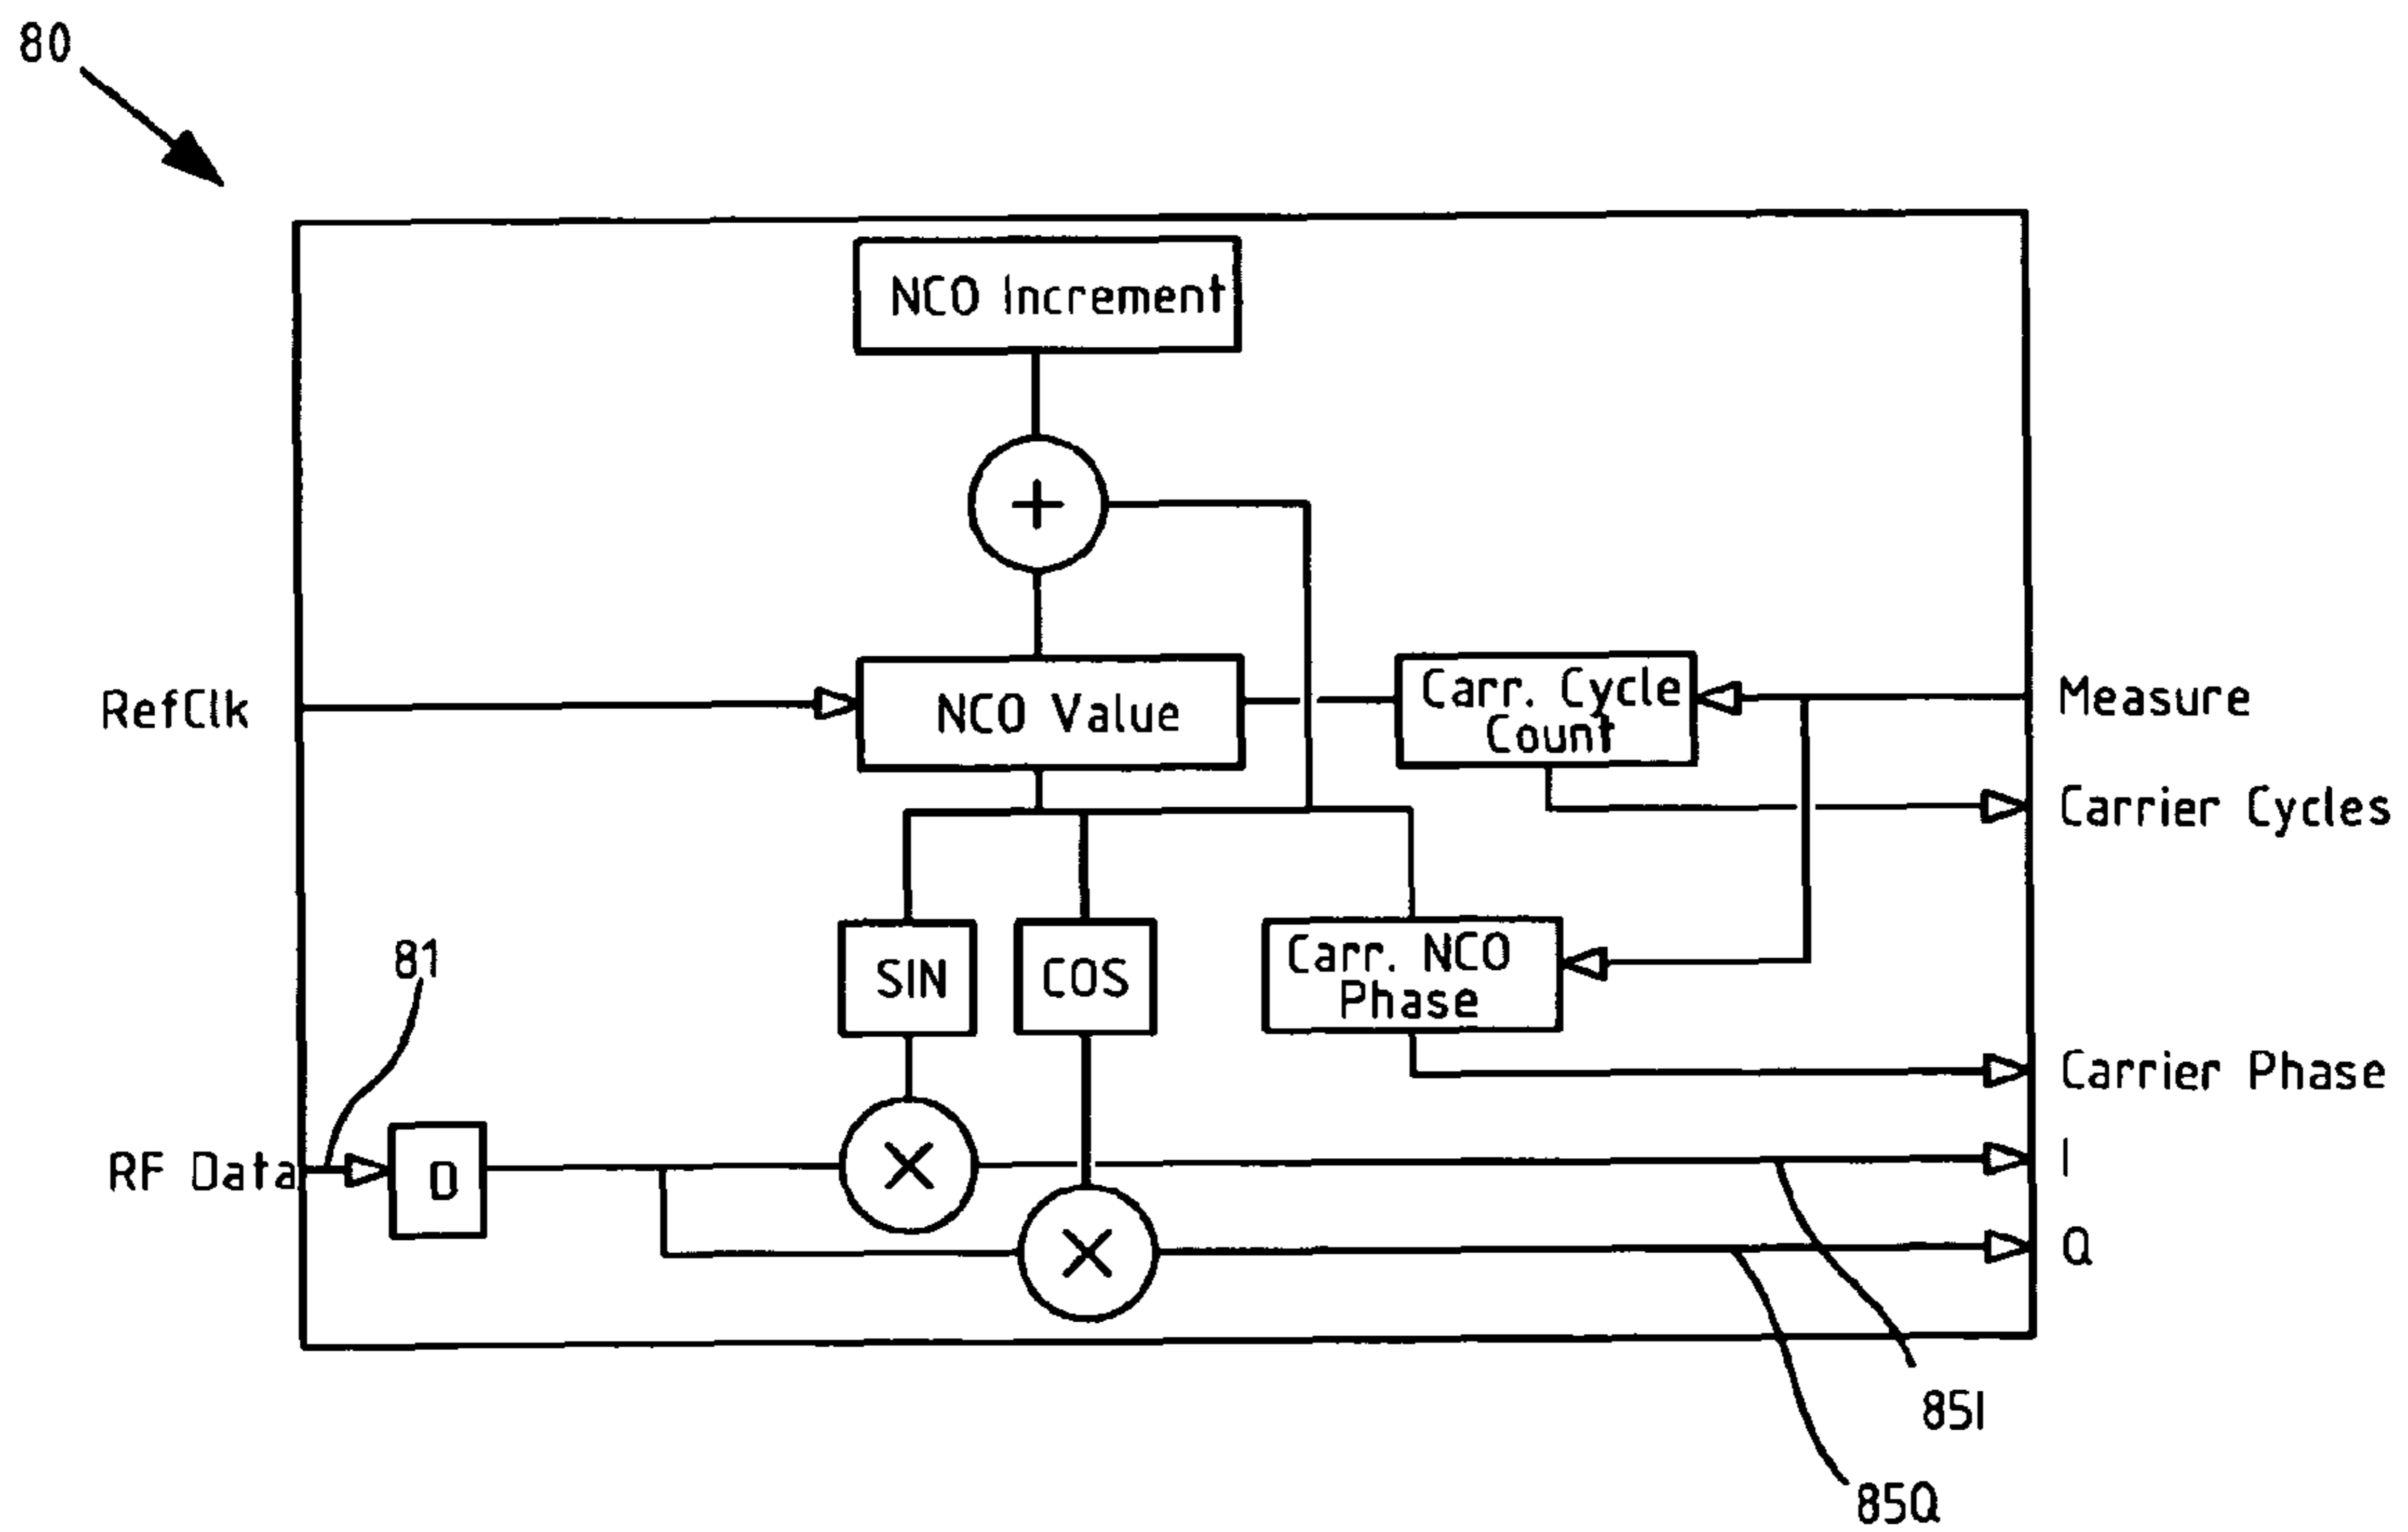 80
NCO Increment
+
RefClk
NCO Value
Carr. Cycle
Count
Measure
Carrier Cycles
81
SIN
COS
Carr. NCO
Phase
Carrier Phase
RF Data
D
×
I
×
Q
85I
85Q